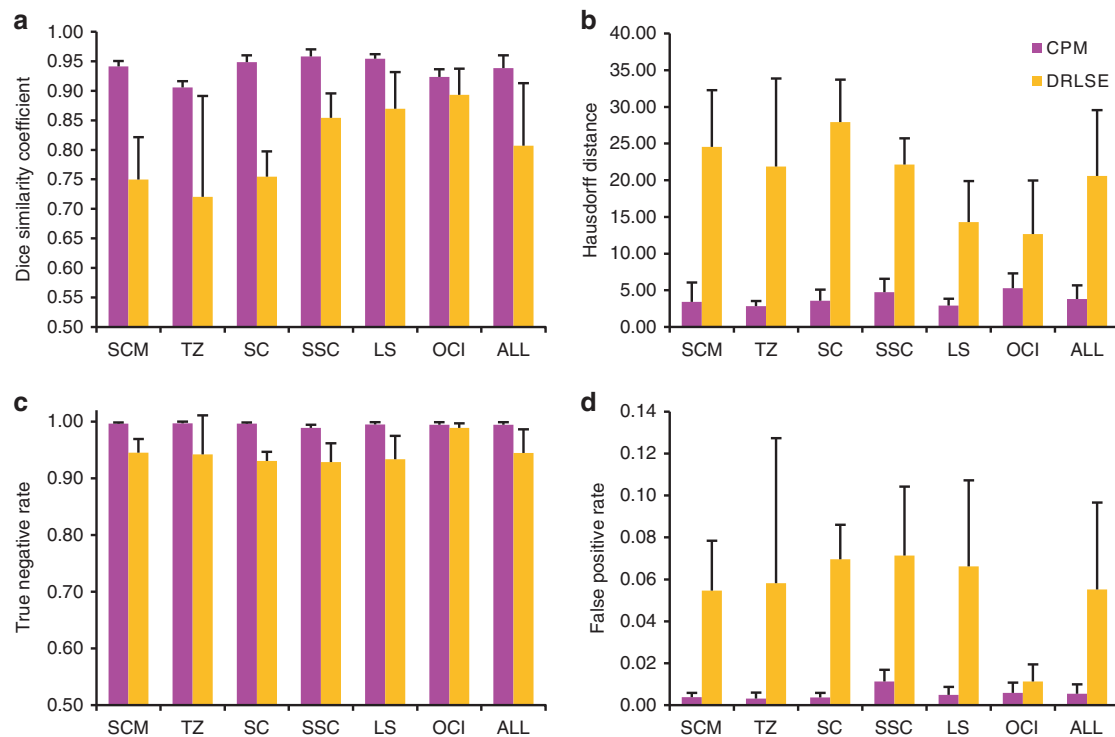 a
Dice similarity coefficient
1.00
0.95
0.90
0.85
0.80
0.75
0.70
0.65
0.60
0.55
0.50
SCM TZ SC SSC LS OCI ALL
b
Hausdorff distance
40.00
35.00
30.00
25.00
20.00
15.00
10.00
5.00
0.00
CPM
DRLSE
SCM TZ SC SSC LS OCI ALL
c
True negative rate
1.00
0.90
0.80
0.70
0.60
0.50
SCM TZ SC SSC LS OCI ALL
d
False positive rate
0.14
0.12
0.10
0.08
0.06
0.04
0.02
0.00
SCM TZ SC SSC LS OCI ALL